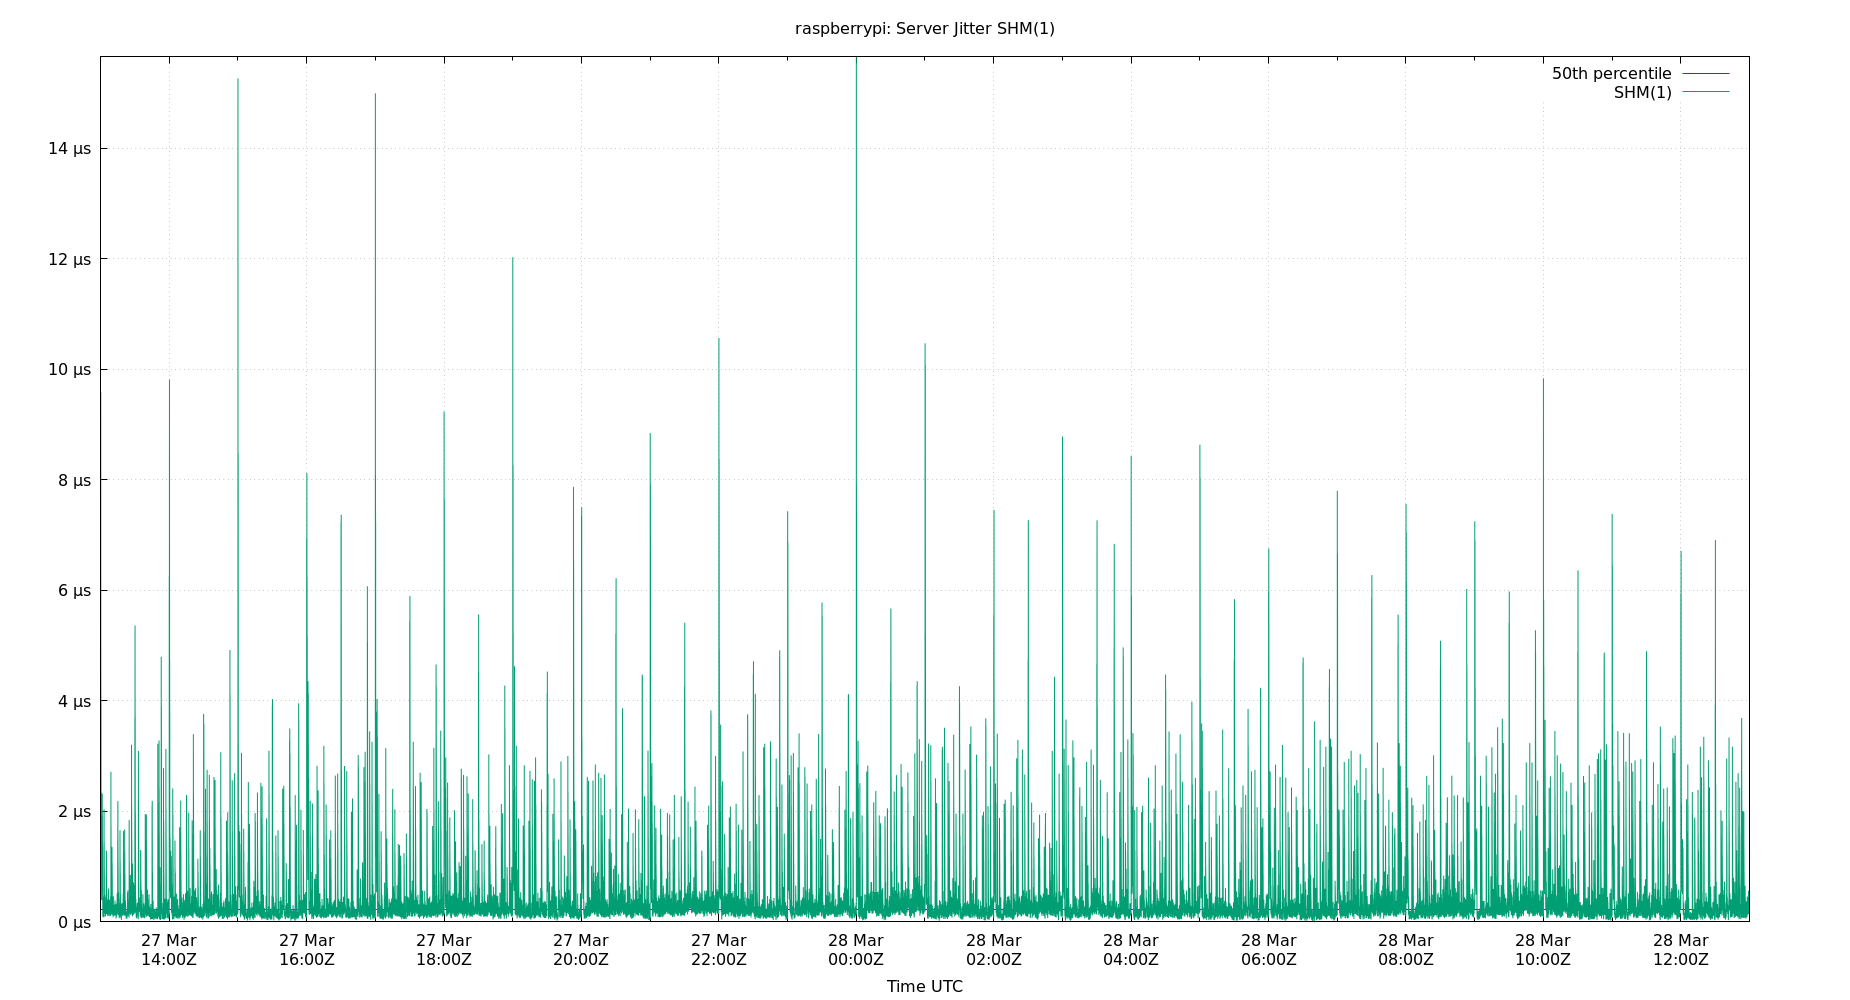 raspberrypi: Server Jitter SHM(1)
50th percentile
SHM(1)
14 µs
12 µs
10 µs
8 µs
6 µs
4 µs
2 µs
0 µs
27 Mar 27 Mar 27 Mar 27 Mar 27 Mar 28 Mar 28 Mar 28 Mar 28 Mar 28 Mar 28 Mar 28 Mar
14:00Z 16:00Z 18:00Z 20:00Z 22:00Z 00:00Z 02:00Z 04:00Z 06:00Z 08:00Z 10:00Z 12:00Z
Time UTC